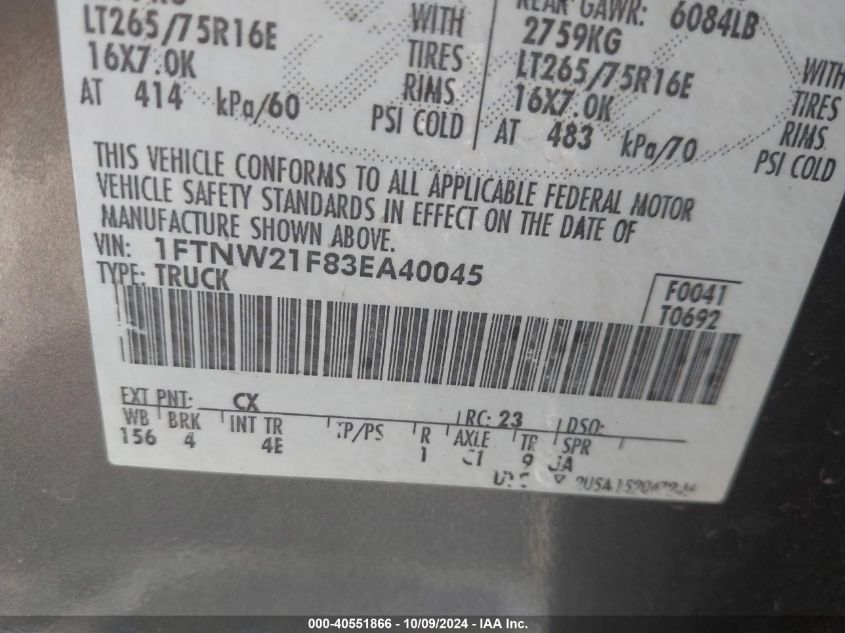 LT265/75R16E
16X7.0K
AT 414 kPa/60
WITH
TIRES
RIMS
PSI COLD
REAR GAWR: 6084LB
2759KG
LT265/75R16E
16X7.0K
AT 483 kPa/70
WITH
TIRES
RIMS
PSI COLD
THIS VEHICLE CONFORMS TO ALL APPLICABLE FEDERAL MOTOR
VEHICLE SAFETY STANDARDS IN EFFECT ON THE DATE OF
MANUFACTURE SHOWN ABOVE.
VIN: 1FTNW21F83EA40045
TYPE: TRUCK
F0041
T0692
EXT PNT: CX RC: 23 DSO:
WB BRK INT TR TP/PS R AXLE TR SPR
156 4 4E 1 C1 9 JA
000-40551866 - 10/09/2024 - IAA Inc.